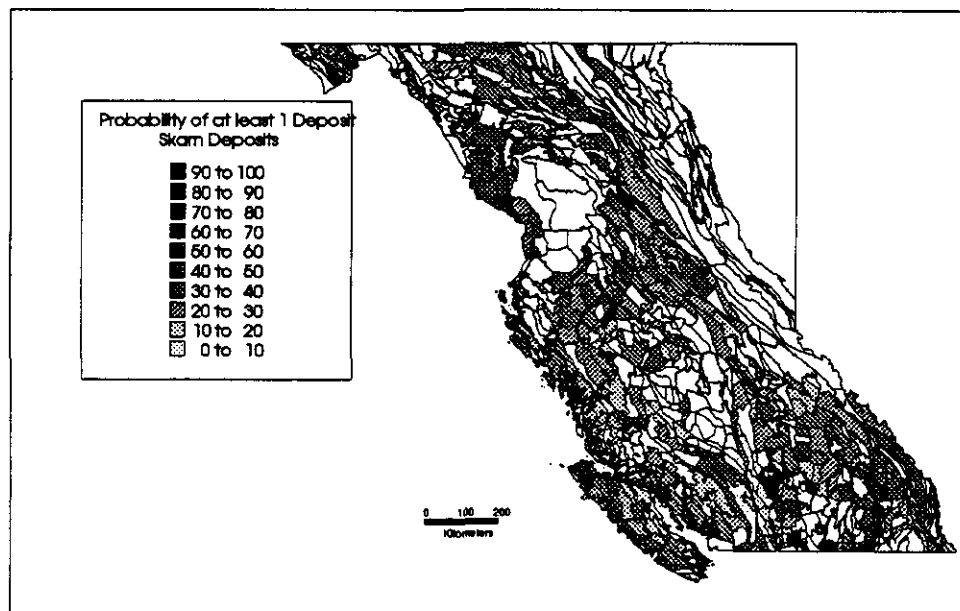 Probability of at least 1 Deposit
Skarn Deposits
90 to 100
80 to 90
70 to 80
60 to 70
50 to 60
40 to 50
30 to 40
20 to 30
10 to 20
0 to 10
0 100 200
Kilometers